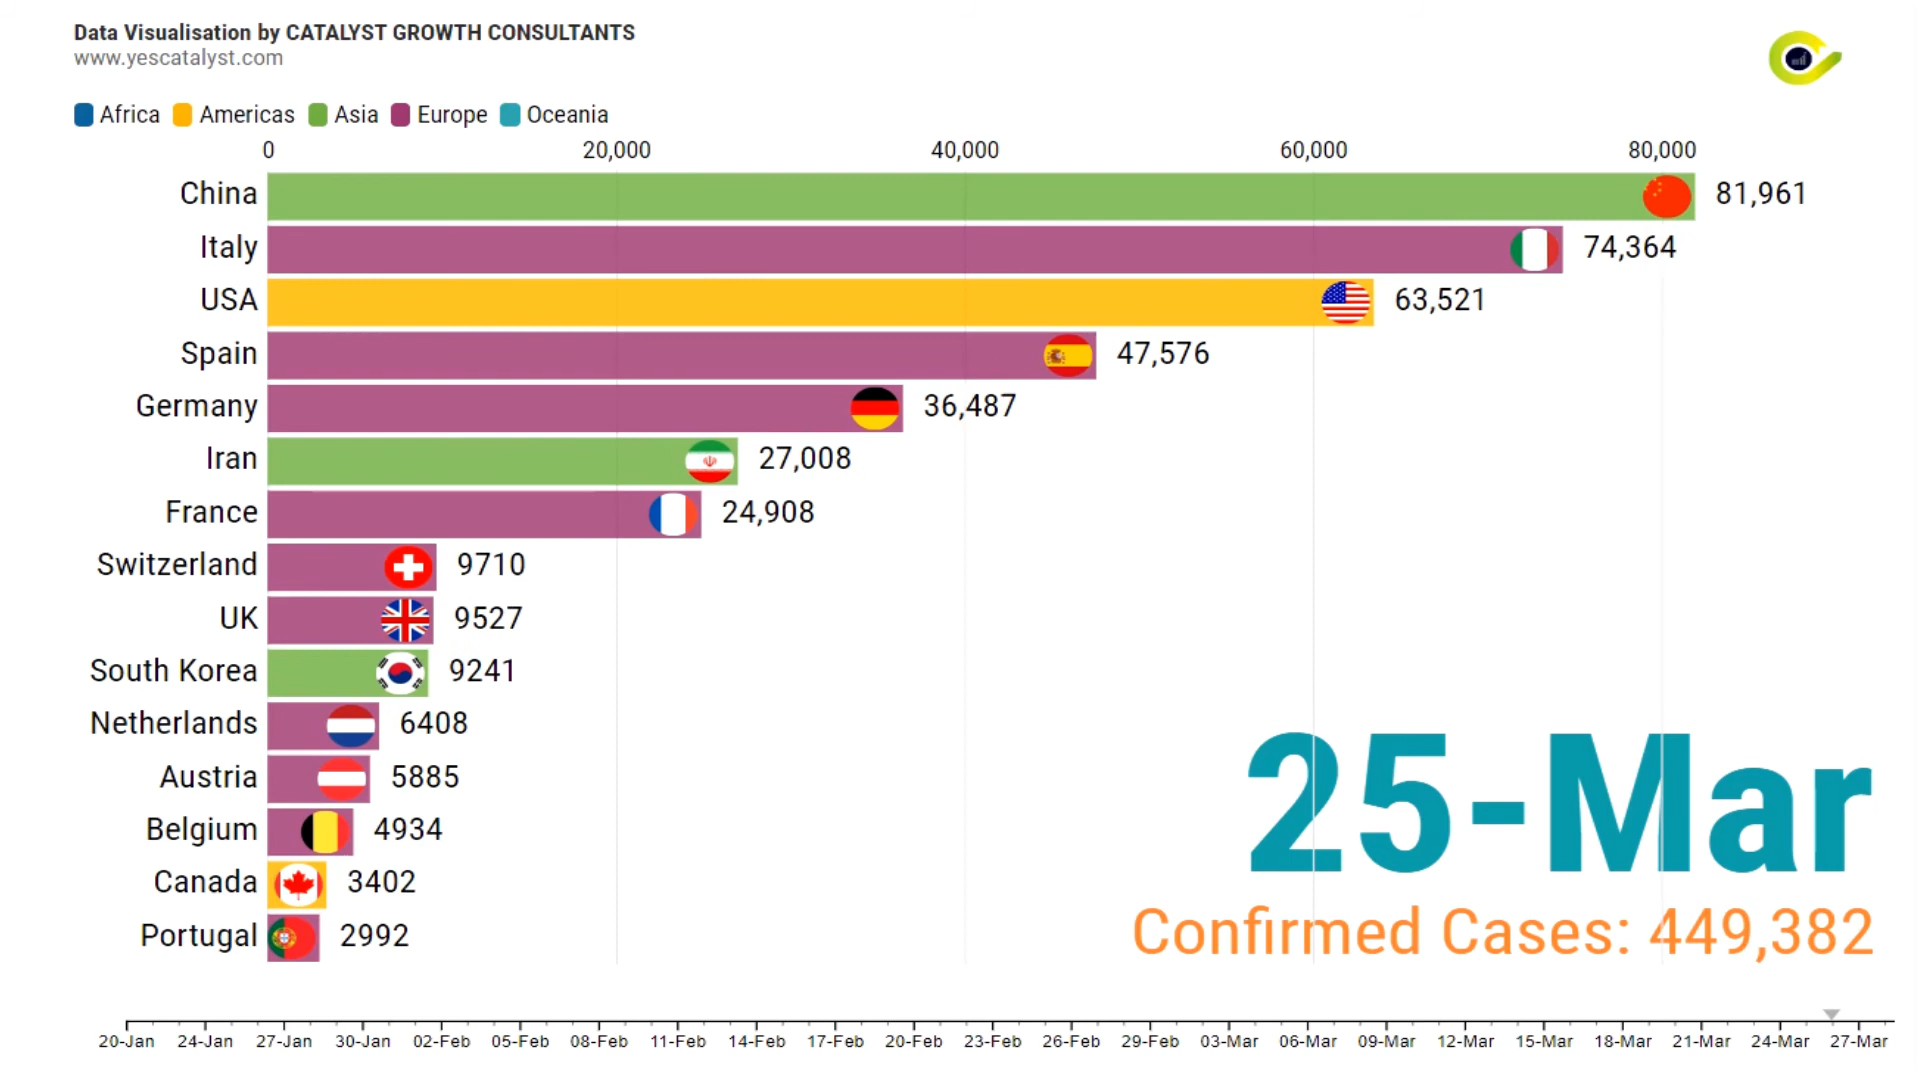 Data Visualisation by CATALYST GROWTH CONSULTANTS
www.yescatalyst.com
Africa Americas Asia Europe Oceania
0 20,000 40,000 60,000 80,000
China 81,961
Italy 74,364
USA 63,521
Spain 47,576
Germany 36,487
Iran 27,008
France 24,908
Switzerland 9710
UK 9527
South Korea 9241
Netherlands 6408
Austria 5885
Belgium 4934
Canada 3402
Portugal 2992
25-Mar
Confirmed Cases: 449,382
20-Jan 24-Jan 27-Jan 30-Jan 02-Feb 05-Feb 08-Feb 11-Feb 14-Feb 17-Feb 20-Feb 23-Feb 26-Feb 29-Feb 03-Mar 06-Mar 09-Mar 12-Mar 15-Mar 18-Mar 21-Mar 24-Mar 27-Mar